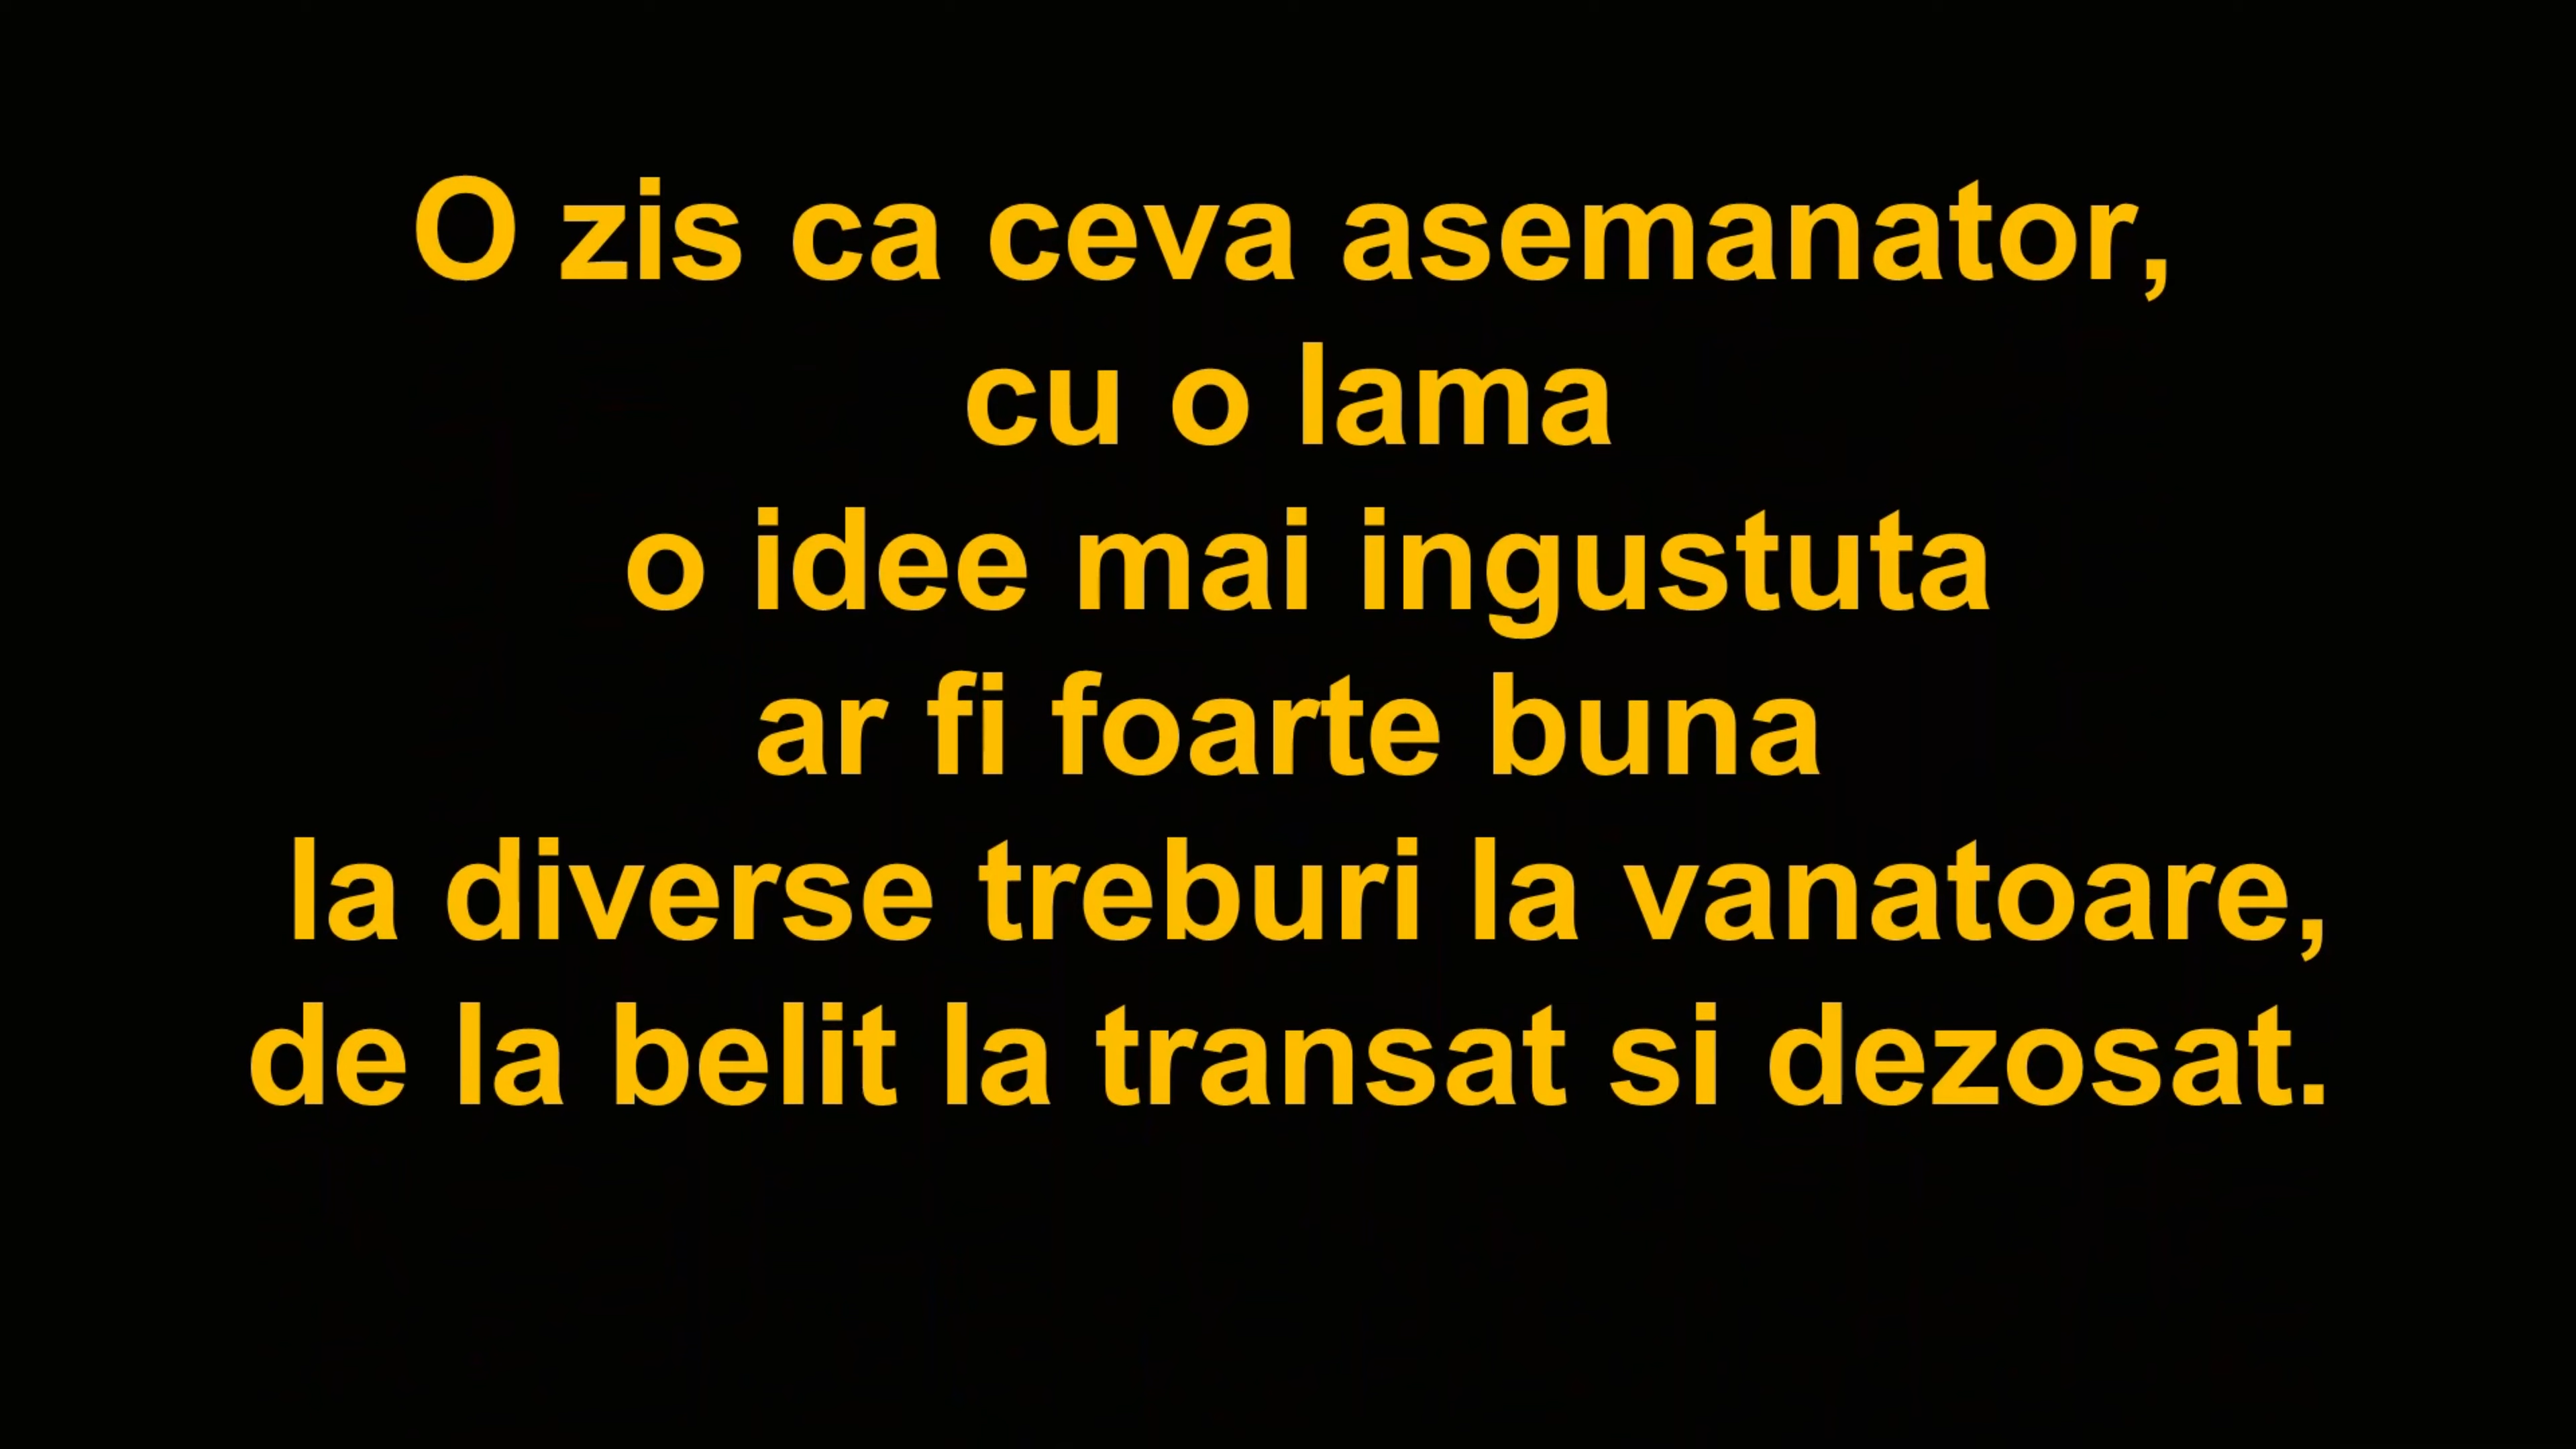 O zis ca ceva asemanator,
cu o lama
o idee mai ingustuta
ar fi foarte buna
la diverse treburi la vanatoare,
de la belit la transat si dezosat.